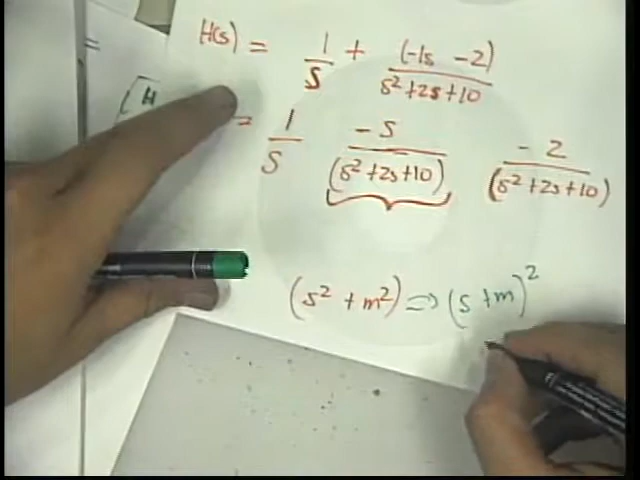 H(s) = 1/s + (-1s - 2)/(s² + 2s + 10)
= 1/s - s/(s² + 2s + 10) - 2/(s² + 2s + 10)
(s² + m²) => (s + m)²